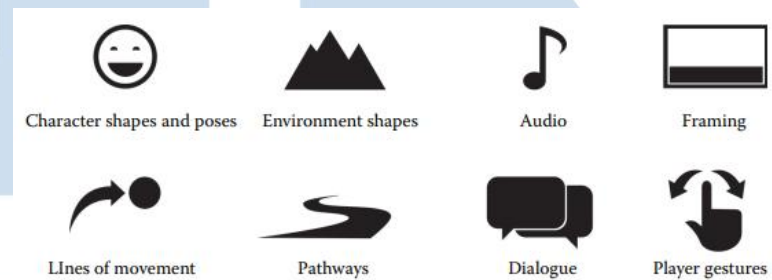 Character shapes and poses
Environment shapes
Audio
Framing
LInes of movement
Pathways
Dialogue
Player gestures